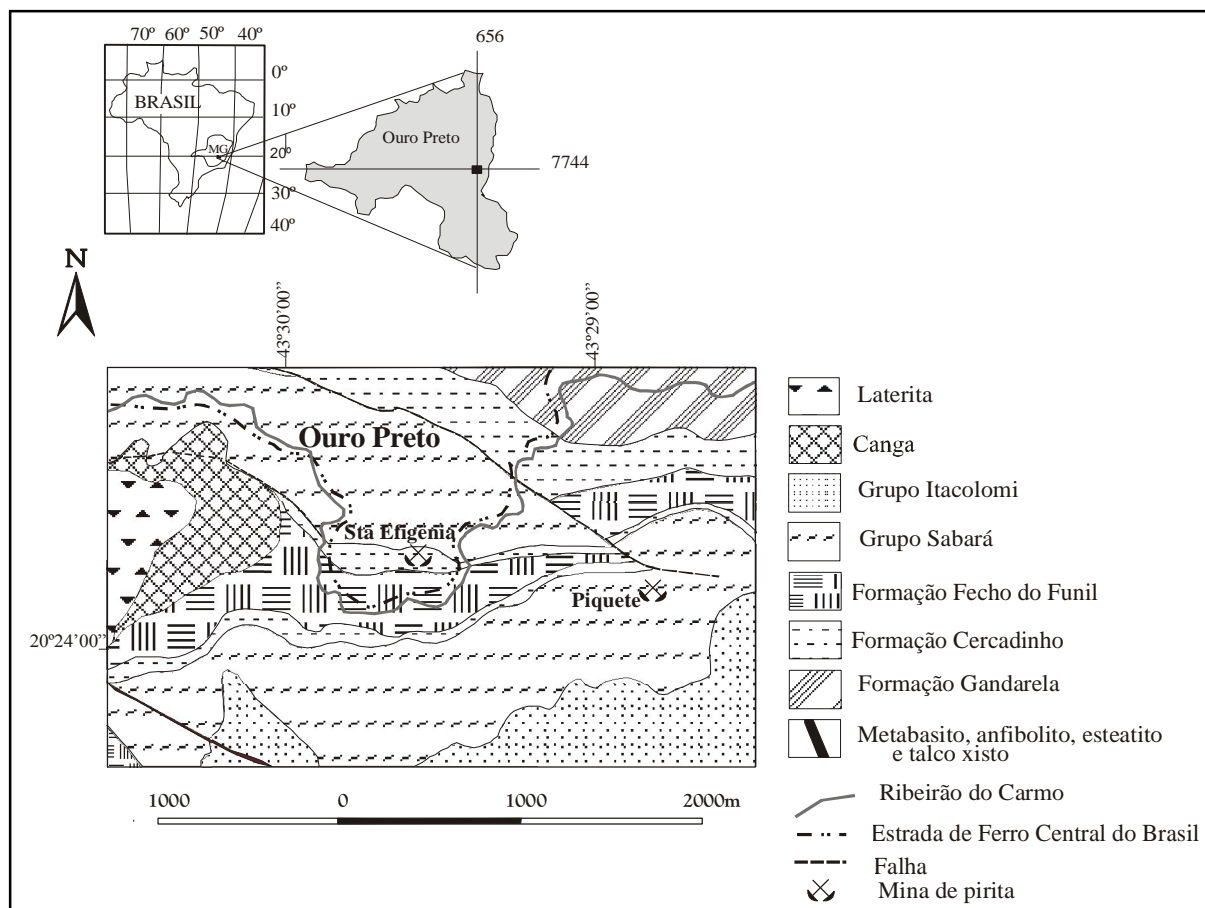 70º 60º 50º 40º
0º
10º
20º
30º
40º
BRASIL
MG
656
Ouro Preto
7744
N
43º30'00''
43º29'00''
Ouro Preto
Sta Efigênia
Piquete
20º24'00''
1000 0 1000 2000m
Laterita
Canga
Grupo Itacolomi
Grupo Sabará
Formação Fecho do Funil
Formação Cercadinho
Formação Gandarela
Metabasito, anfibolito, esteatito
e talco xisto
Ribeirão do Carmo
Estrada de Ferro Central do Brasil
Falha
Mina de pirita